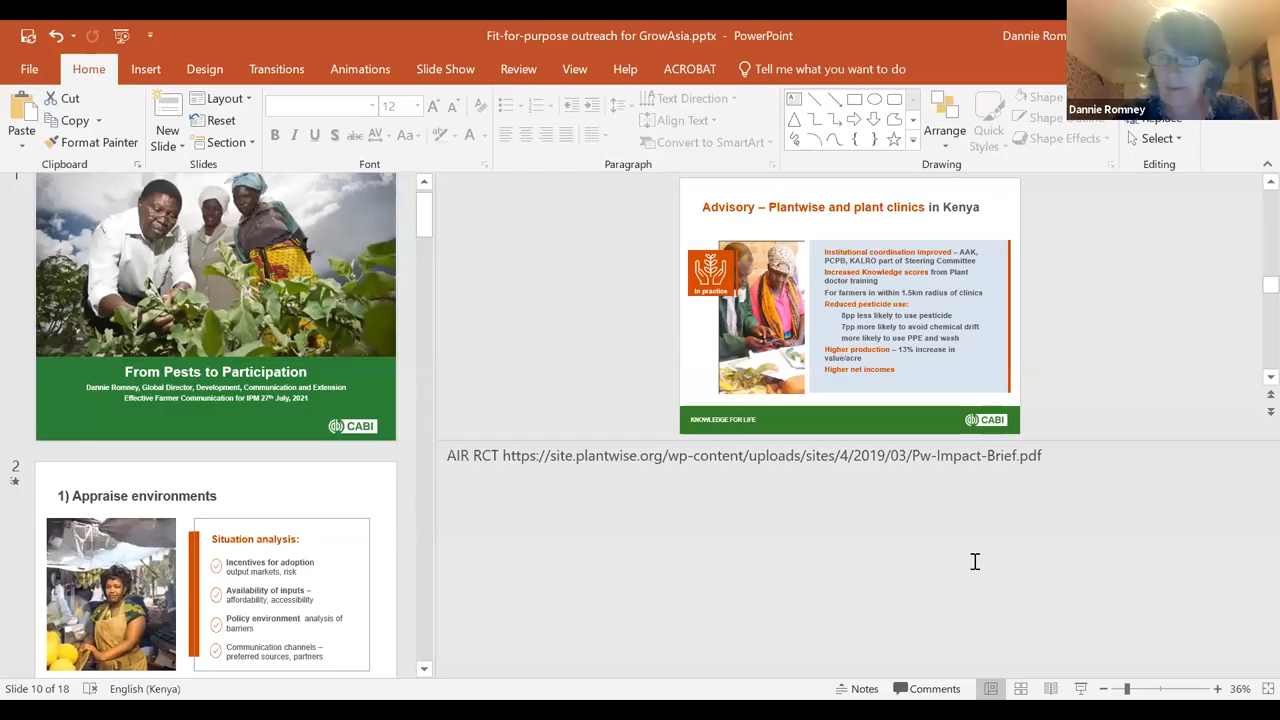 Fit-for-purpose outreach for GrowAsia.pptx - PowerPoint
Dannie Rom
Dannie Romney
File Home Insert Design Transitions Animations Slide Show Review View Help ACROBAT Tell me what you want to do
Paste
Cut
Copy
Format Painter
Clipboard
New
Slide
Layout
Reset
Section
Slides
12
B I U S abc AV Aa A
Font
Text Direction
Align Text
Convert to SmartArt
Paragraph
Arrange
Quick
Styles
Shape
Shape Effects
Drawing
Select
Editing
1
From Pests to Participation
Dannie Romney, Global Director, Development, Communication and Extension
Effective Farmer Communication for IPM 27th July, 2021
CABI
2
1) Appraise environments
Situation analysis:
Incentives for adoption
output markets, risk
Availability of inputs –
affordability, accessibility
Policy environment analysis of
barriers
Communication channels –
preferred sources, partners
Advisory – Plantwise and plant clinics in Kenya
In practice
Institutional coordination improved – AAK,
PCPB, KALRO part of Steering Committee
Increased Knowledge scores from Plant
doctor training
For farmers in within 1.5km radius of clinics
Reduced pesticide use:
8pp less likely to use pesticide
7pp more likely to avoid chemical drift
more likely to use PPE and wash
Higher production – 13% increase in
value/acre
Higher net incomes
KNOWLEDGE FOR LIFE
CABI
AIR RCT https://site.plantwise.org/wp-content/uploads/sites/4/2019/03/Pw-Impact-Brief.pdf
Slide 10 of 18 English (Kenya) Notes Comments 36%